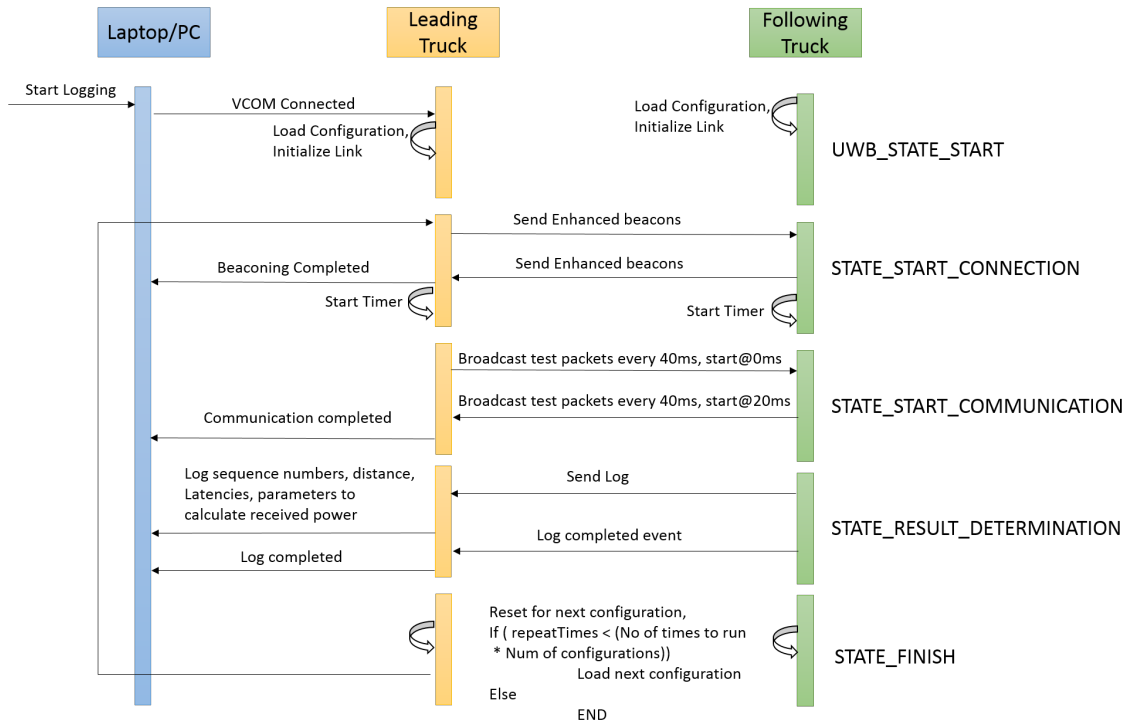 Laptop/PC
Leading
Truck
Following
Truck
Start Logging
VCOM Connected
Load Configuration,
Initialize Link
Load Configuration,
Initialize Link
UWB_STATE_START
Send Enhanced beacons
Send Enhanced beacons
Beaconing Completed
STATE_START_CONNECTION
Start Timer
Start Timer
Broadcast test packets every 40ms, start@0ms
Broadcast test packets every 40ms, start@20ms
STATE_START_COMMUNICATION
Communication completed
Log sequence numbers, distance,
Latencies, parameters to
calculate received power
Send Log
STATE_RESULT_DETERMINATION
Log completed event
Log completed
Reset for next configuration,
If ( repeatTimes < (No of times to run
* Num of configurations))
Load next configuration
Else
END
STATE_FINISH